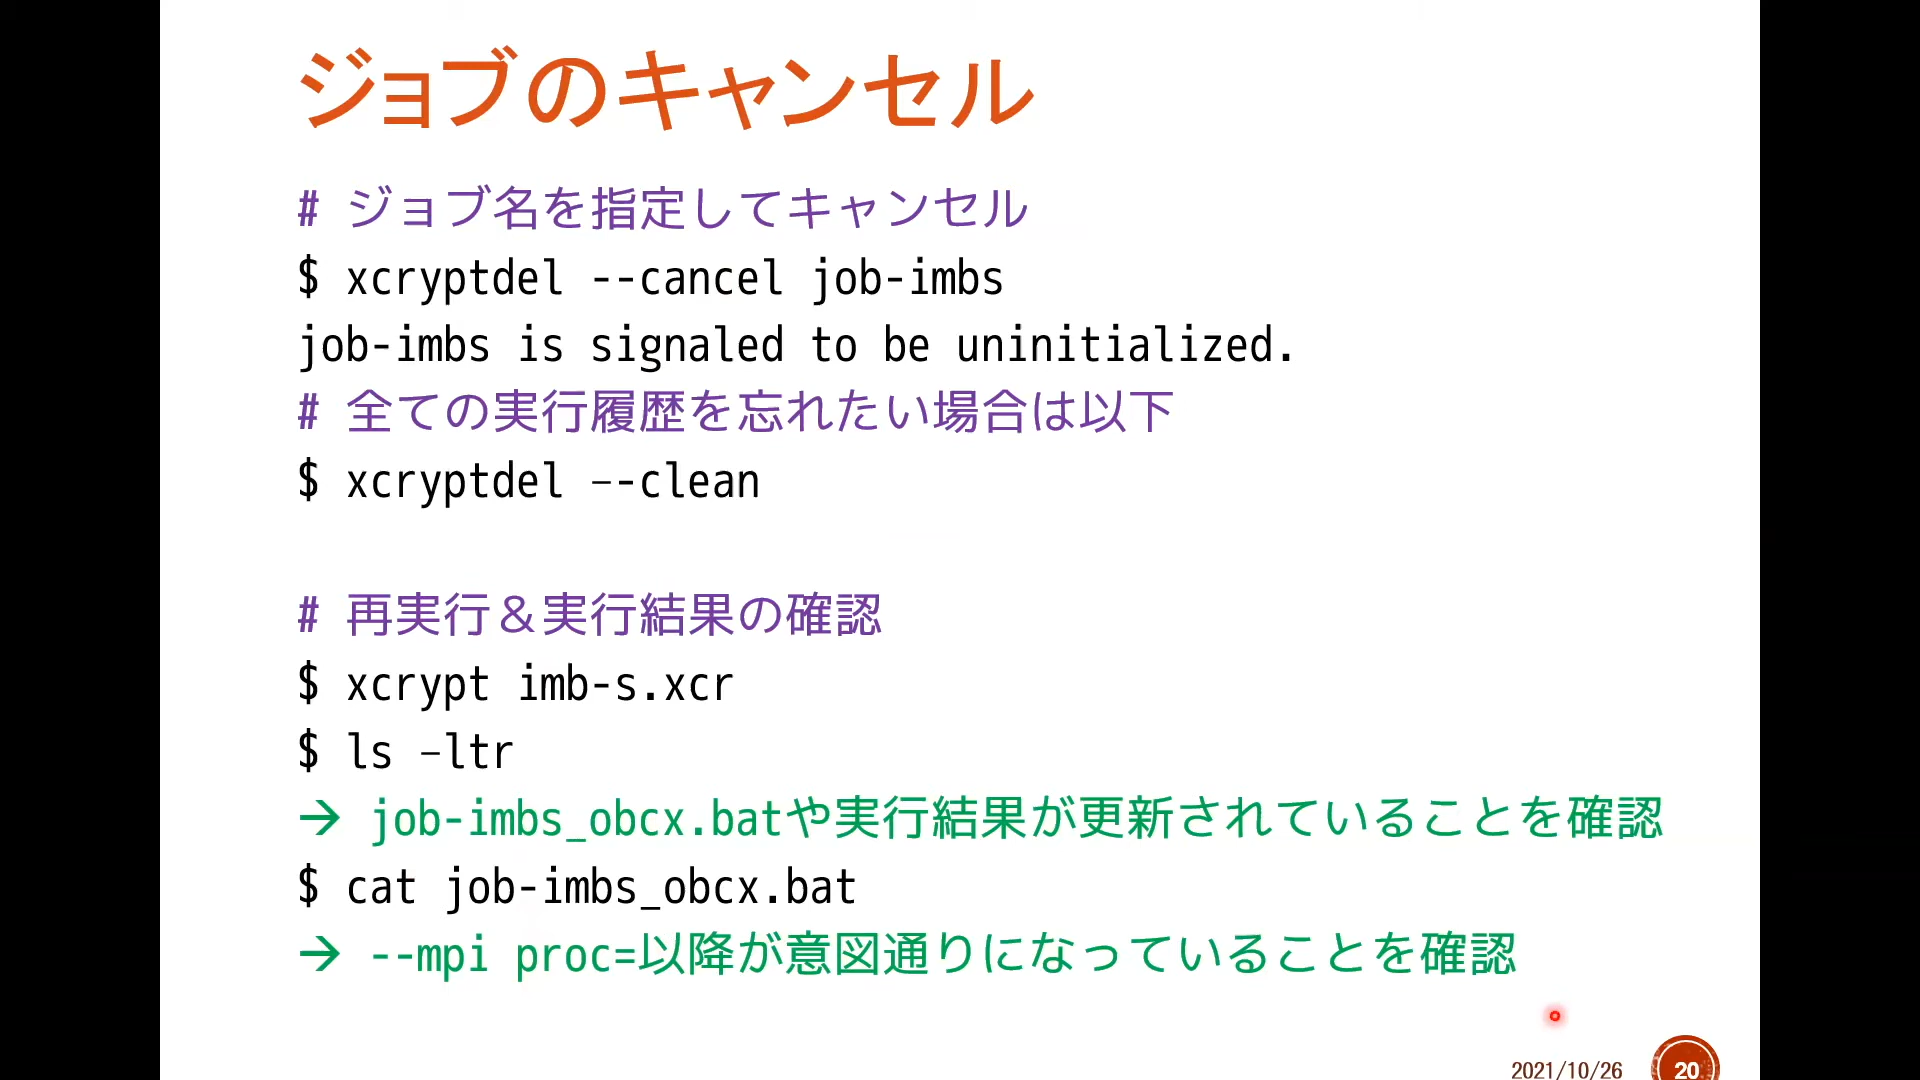 ジョブのキャンセル
# ジョブ名を指定してキャンセル
$ xcryptdel --cancel job-imbs
job-imbs is signaled to be uninitialized.
# 全ての実行履歴を忘れたい場合は以下
$ xcryptdel –-clean
# 再実行＆実行結果の確認
$ xcrypt imb-s.xcr
$ ls –ltr
→ job-imbs_obcx.batや実行結果が更新されていることを確認
$ cat job-imbs_obcx.bat
→ --mpi proc=以降が意図通りになっていることを確認
2021/10/26
20